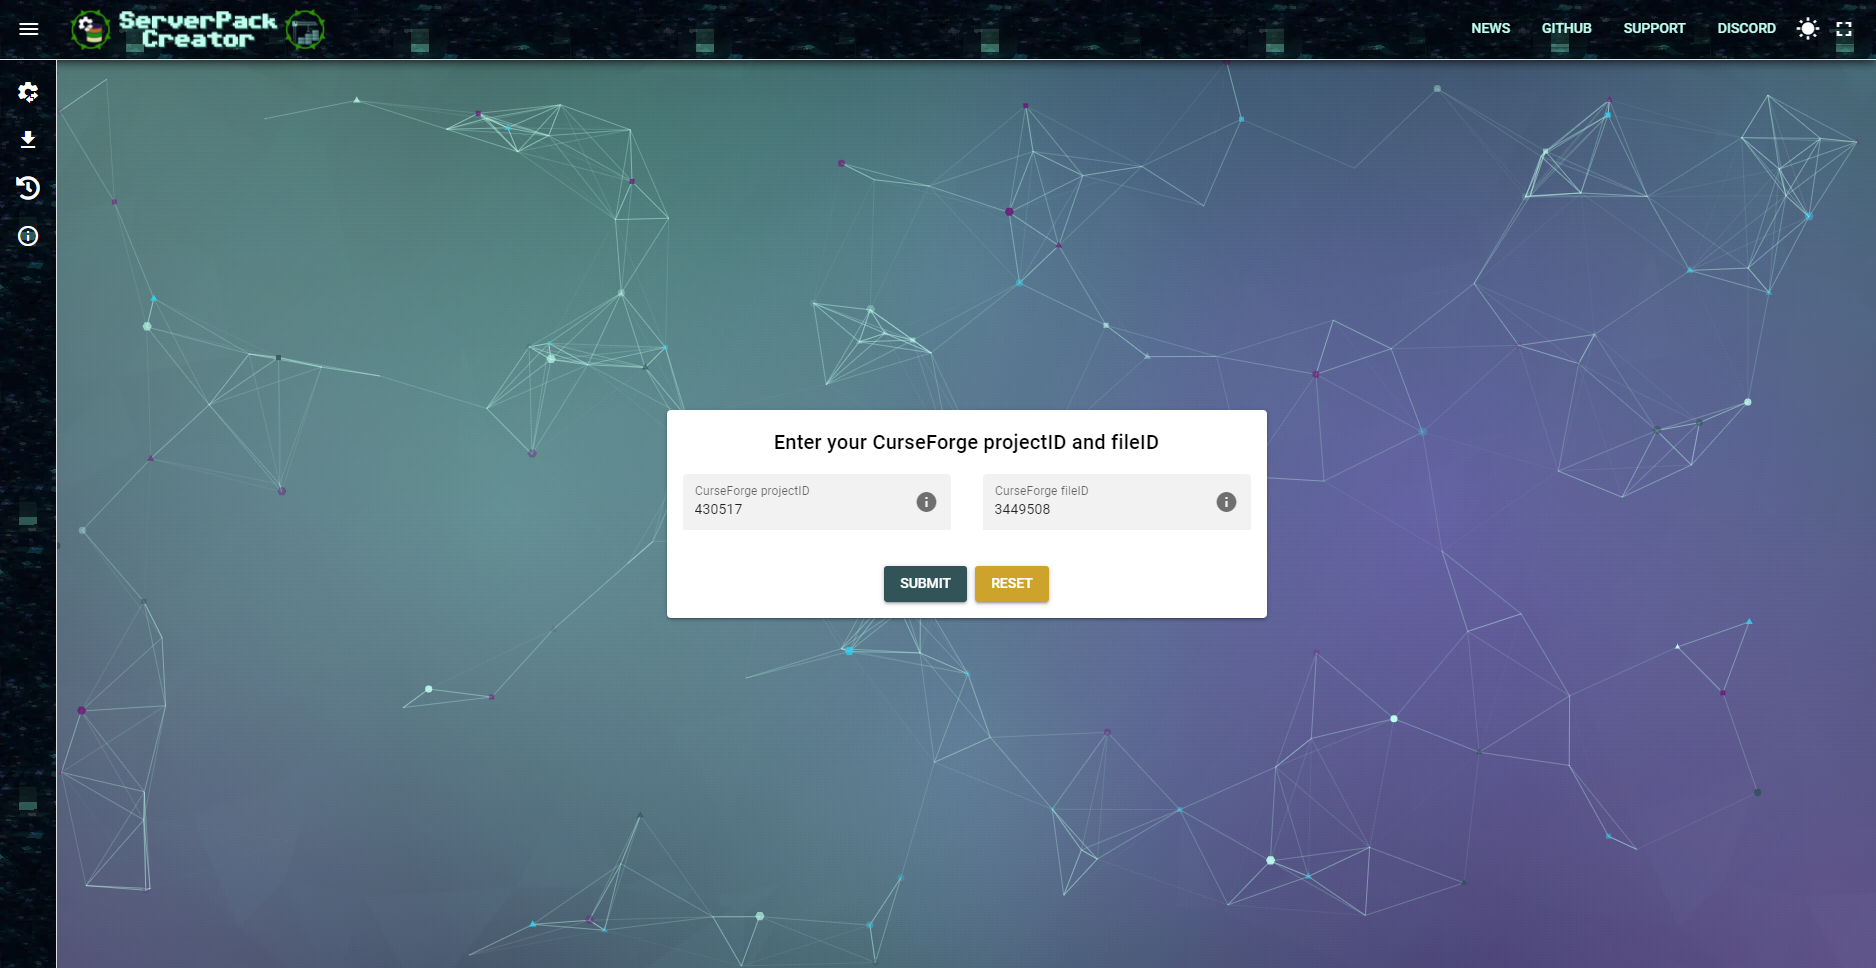 ServerPack
Creator
NEWS GITHUB SUPPORT DISCORD
Enter your CurseForge projectID and fileID
CurseForge projectID
430517
CurseForge fileID
3449508
SUBMIT RESET